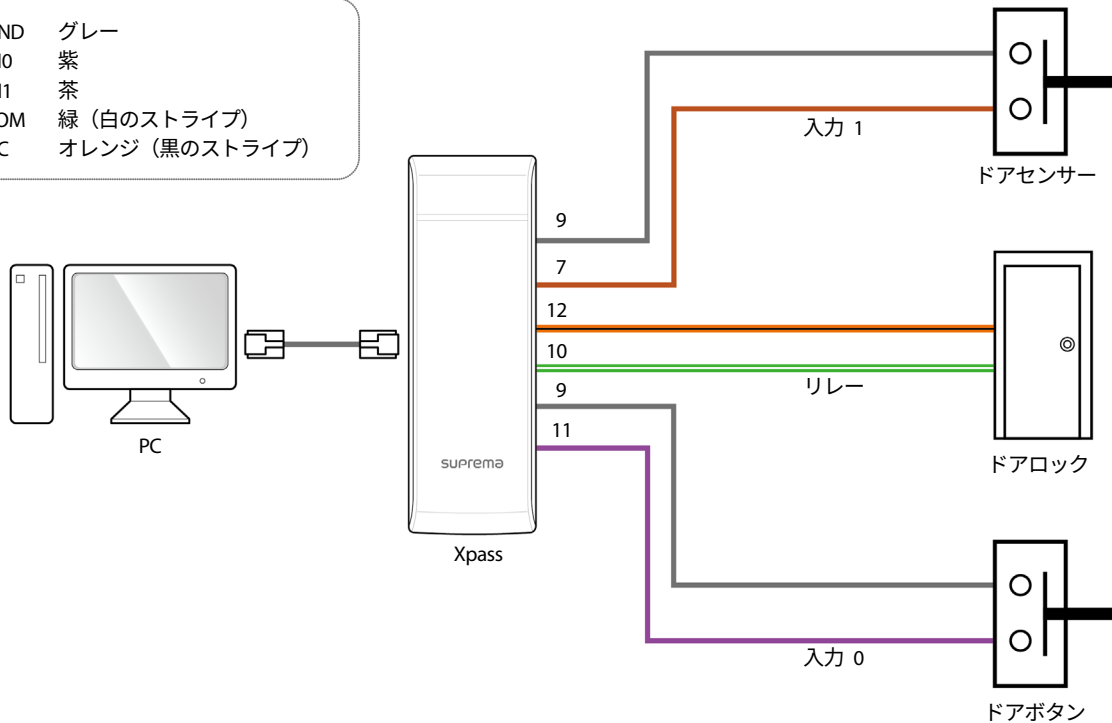 ND グレー
10 紫
11 茶
OM 緑（白のストライプ）
C オレンジ（黒のストライプ）
入力 1
ドアセンサー
9
7
12
10
リレー
9
11
suprema
PC
Xpass
ドアロック
入力 0
ドアボタン